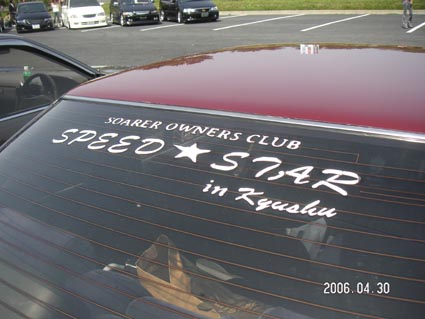 SOARER OWNERS CLUB
SPEED★STAR
in Kyushu
2006.04.30